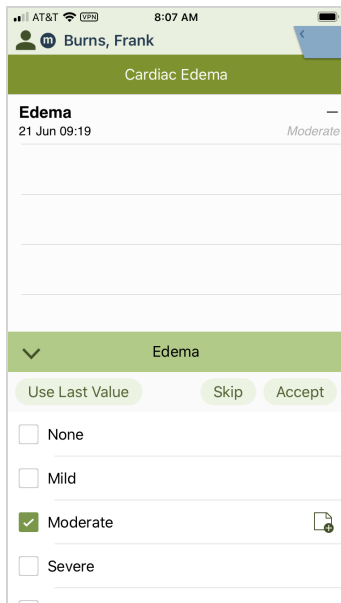 AT&T VPN 8:07 AM
m Burns, Frank
Cardiac Edema
Edema —
21 Jun 09:19 Moderate
Edema
Use Last Value Skip Accept
None
Mild
Moderate
Severe